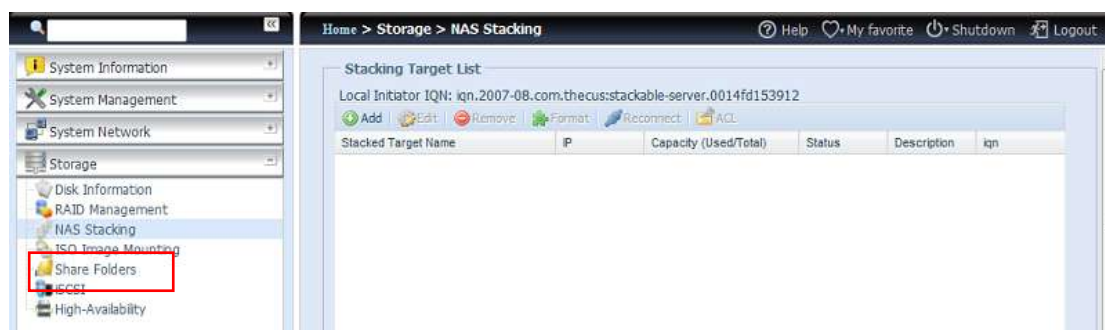 Home > Storage > NAS Stacking
Help
My favorite
Shutdown
Logout
System Information
System Management
System Network
Storage
Disk Information
RAID Management
NAS Stacking
ISO Image Mounting
Share Folders
iSCSI
High-Availability
Stacking Target List
Local Initiator IQN: iqn.2007-08.com.thecus:stackable-server.0014fd153912
Add Edit Remove Format Reconnect ACL
Stacked Target Name IP Capacity (Used/Total) Status Description iqn